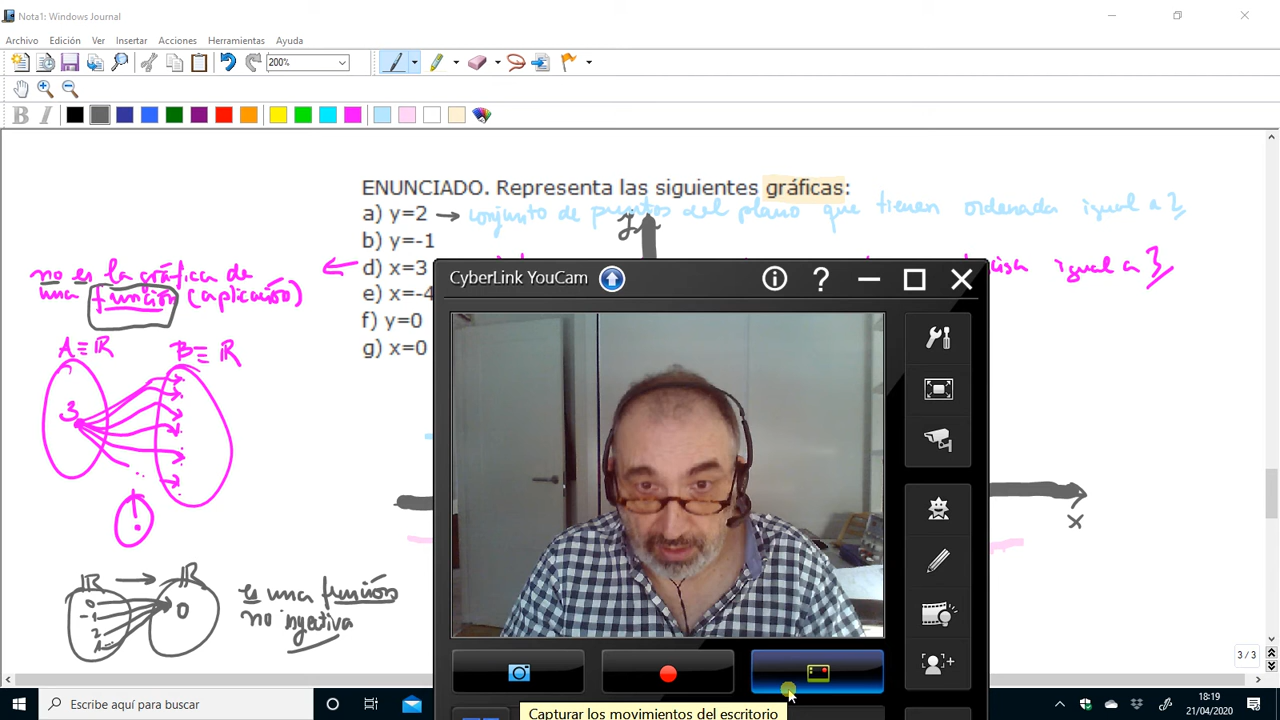 Nota1: Windows Journal
Archivo Edición Ver Insertar Acciones Herramientas Ayuda
200%
B I
ENUNCIADO. Representa las siguientes gráficas:
a) y=2 → conjunto de puntos del plano que tienen ordenada igual a 2
y
b) y=-1
d) x=3
igual a 3
e) x=-4
f) y=0
g) x=0
no es la gráfica de
una función (aplicación)
A ≡ ℝ B ≡ ℝ
3
!
x
ℝ → ℝ
0
-1
2
0
es una función
no inyectiva
CyberLink YouCam
Capturar los movimientos del escritorio
3/3
Escribe aquí para buscar
18:19
21/04/2020